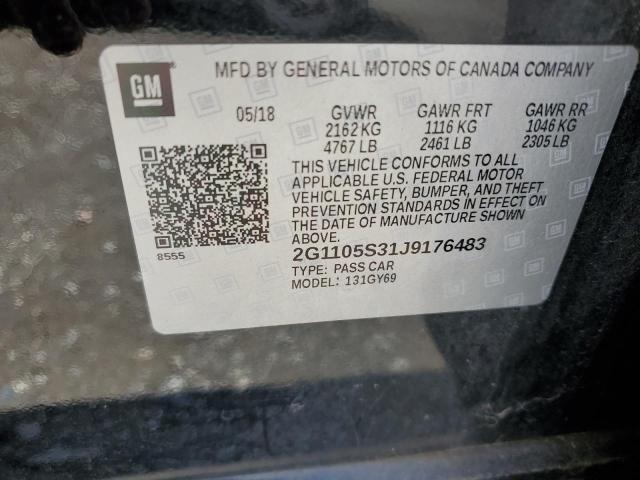 GM
MFD BY GENERAL MOTORS OF CANADA COMPANY
05/18 GVWR GAWR FRT GAWR RR
2162 KG 1116 KG 1046 KG
4767 LB 2461 LB 2305 LB
THIS VEHICLE CONFORMS TO ALL
APPLICABLE U.S. FEDERAL MOTOR
VEHICLE SAFETY, BUMPER, AND THEFT
PREVENTION STANDARDS IN EFFECT ON
THE DATE OF MANUFACTURE SHOWN
ABOVE.
8555
2G1105S31J9176483
TYPE: PASS CAR
MODEL: 131GY69